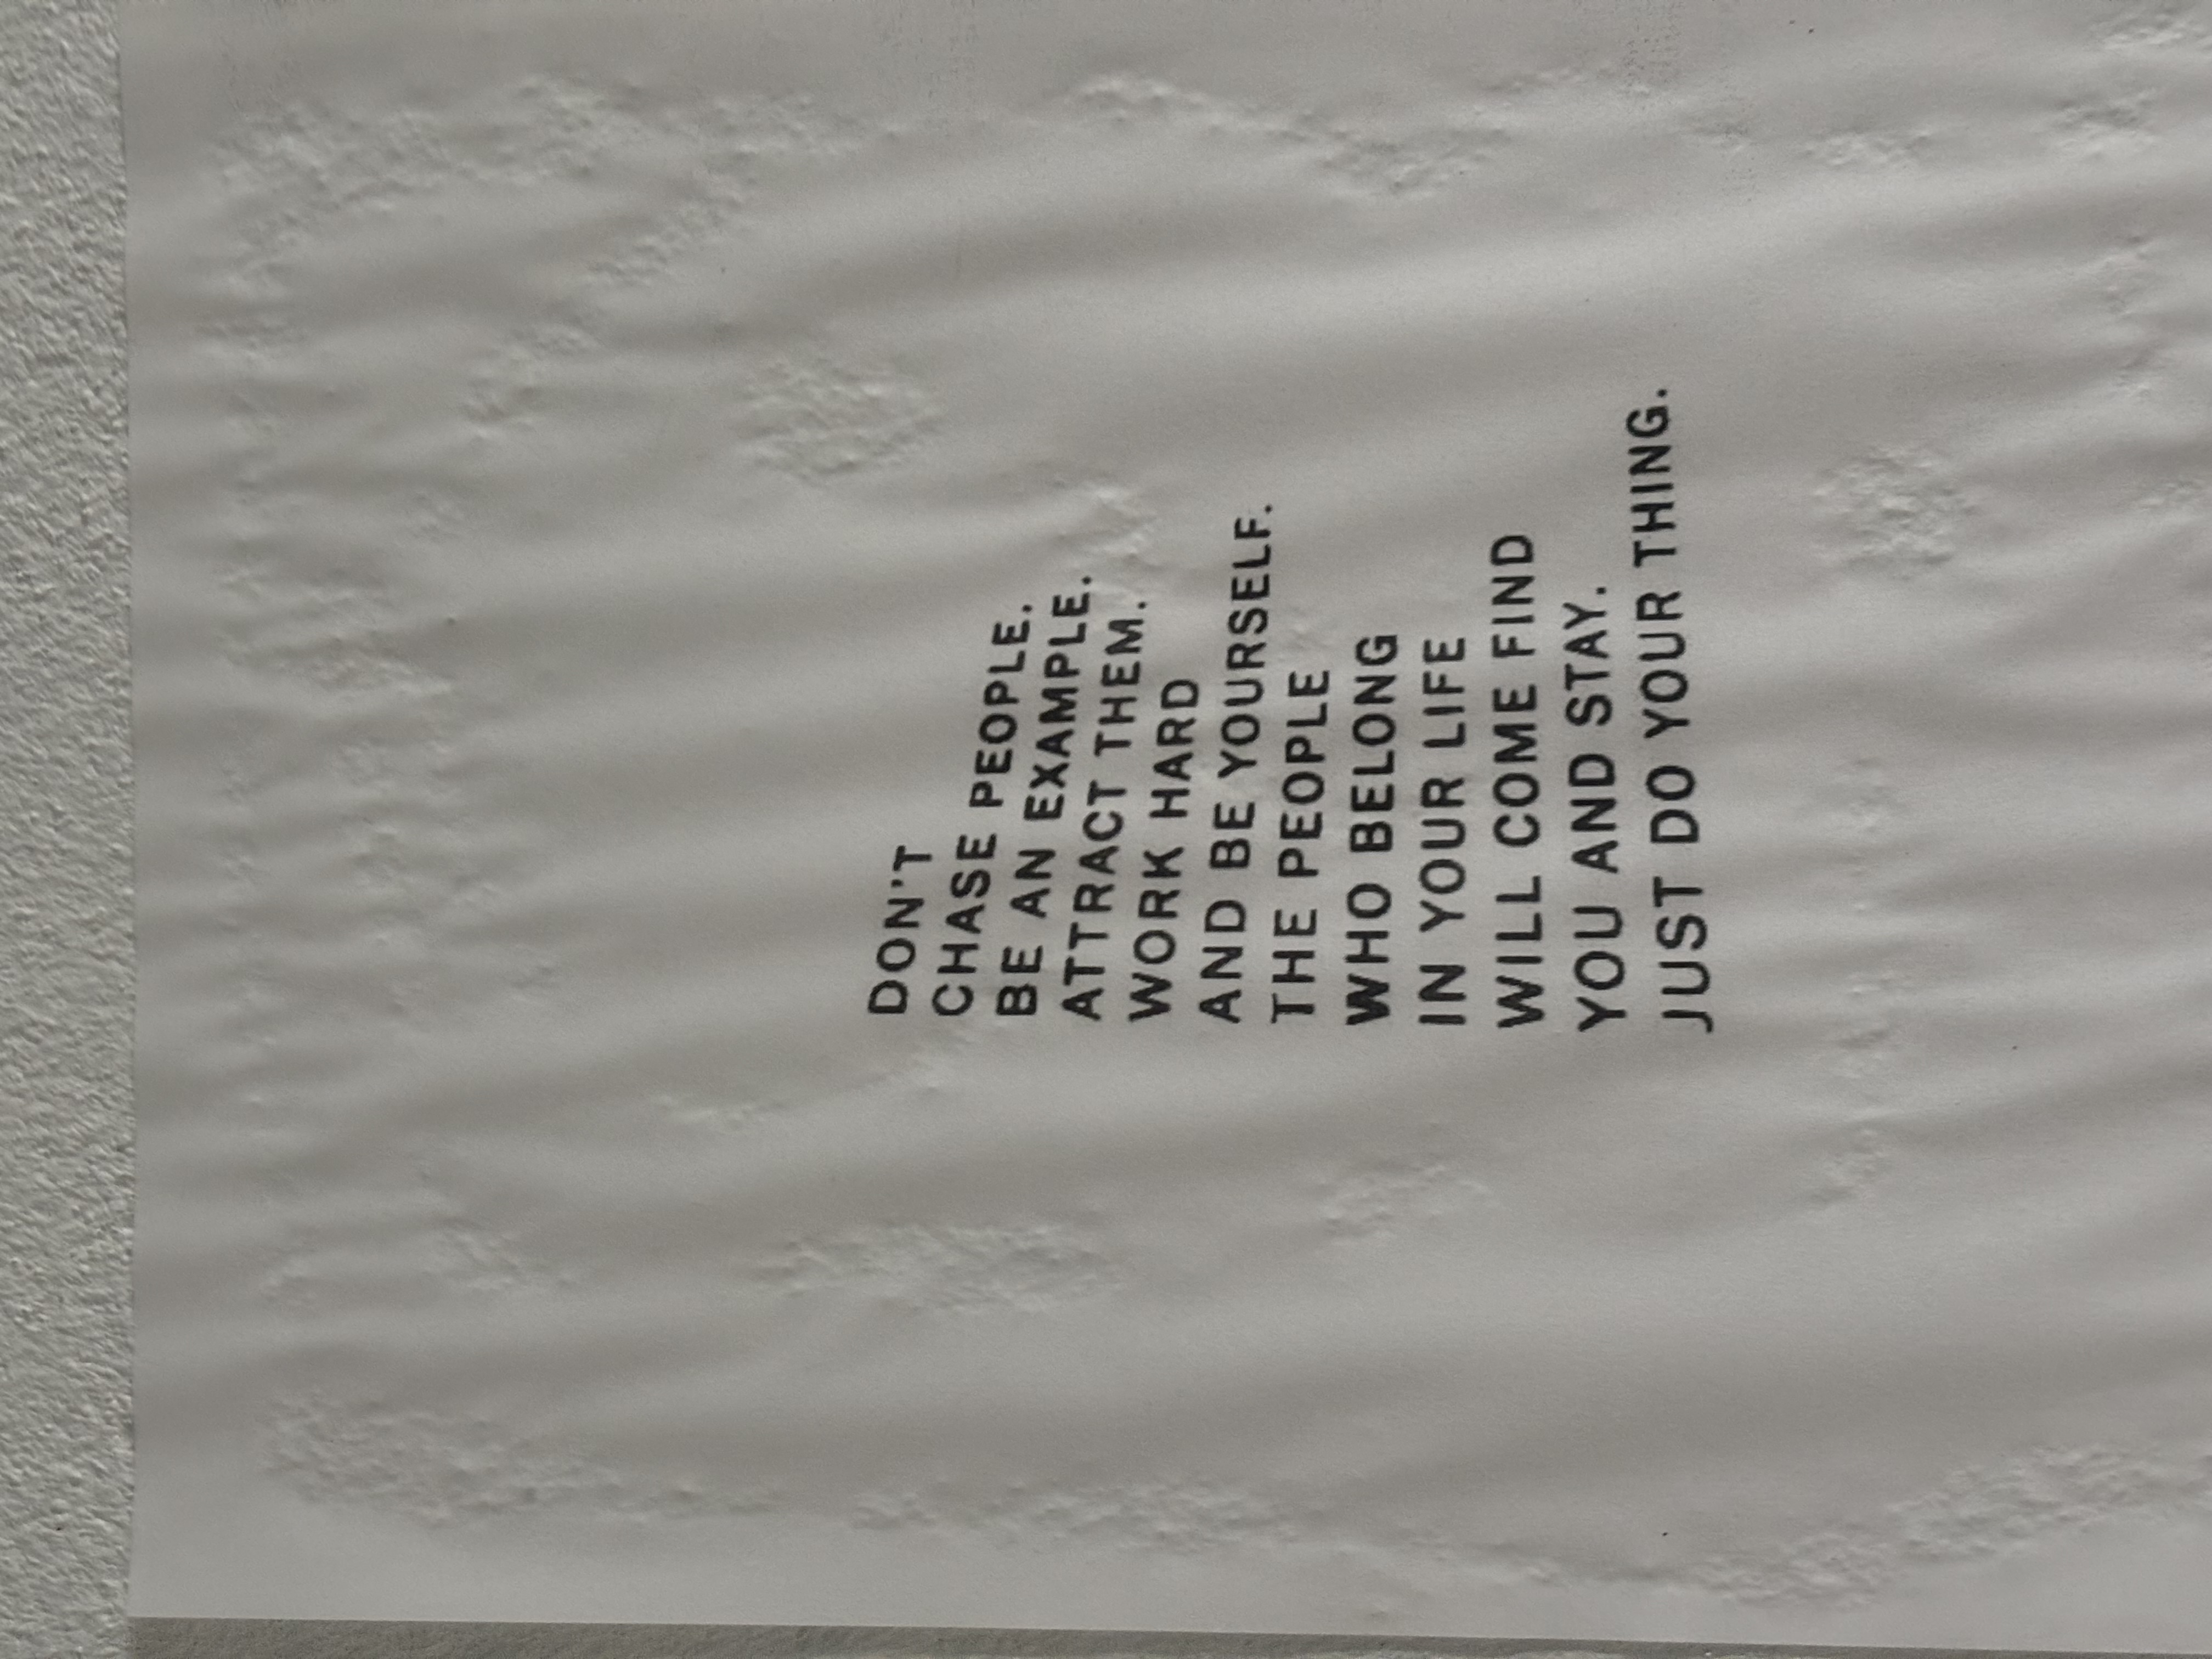 DON'T
CHASE PEOPLE.
BE AN EXAMPLE.
ATTRACT THEM.
WORK HARD
AND BE YOURSELF.
THE PEOPLE
WHO BELONG
IN YOUR LIFE
WILL COME FIND
YOU AND STAY.
JUST DO YOUR THING.